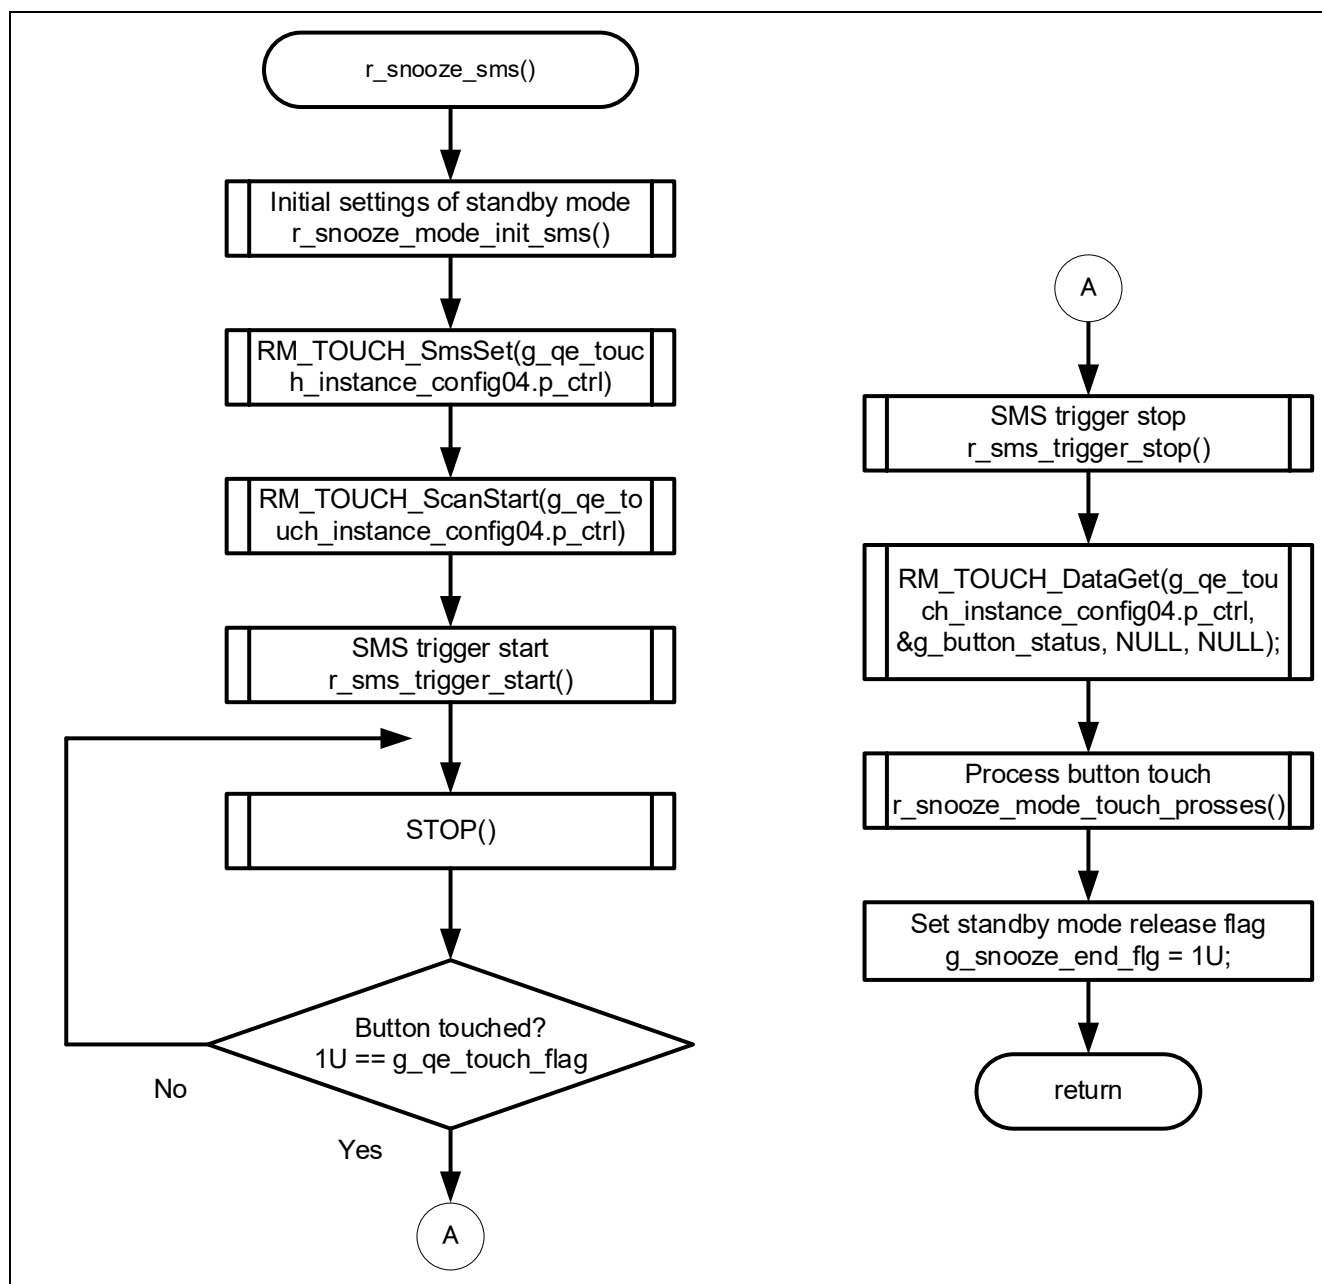 r_snooze_sms()
Initial settings of standby mode
r_snooze_mode_init_sms()
RM_TOUCH_SmsSet(g_qe_touc
h_instance_config04.p_ctrl)
RM_TOUCH_ScanStart(g_qe_to
uch_instance_config04.p_ctrl)
SMS trigger start
r_sms_trigger_start()
STOP()
Button touched?
1U == g_qe_touch_flag
No
Yes
A
A
SMS trigger stop
r_sms_trigger_stop()
RM_TOUCH_DataGet(g_qe_tou
ch_instance_config04.p_ctrl,
&g_button_status, NULL, NULL);
Process button touch
r_snooze_mode_touch_prosses()
Set standby mode release flag
g_snooze_end_flg = 1U;
return